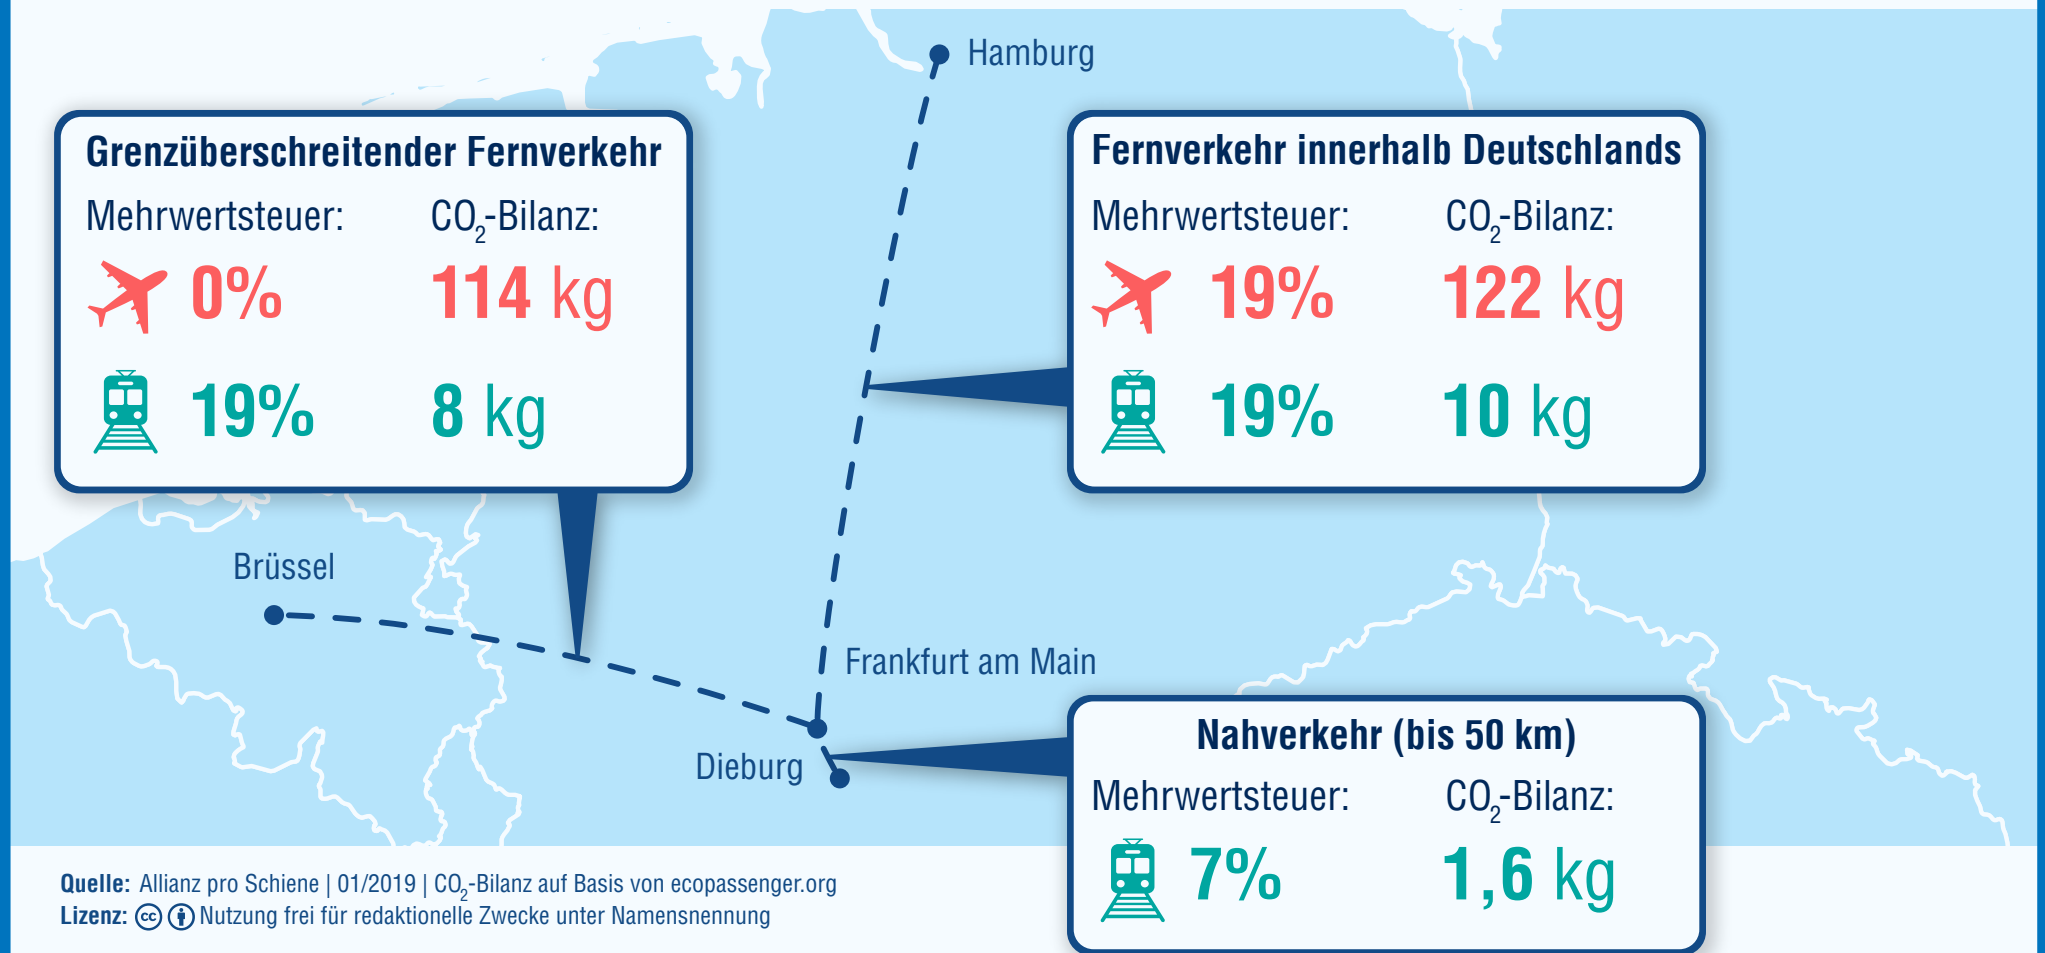 Hamburg
Grenzüberschreitender Fernverkehr
Mehrwertsteuer: CO₂-Bilanz:
0% 114 kg
19% 8 kg
Fernverkehr innerhalb Deutschlands
Mehrwertsteuer: CO₂-Bilanz:
19% 122 kg
19% 10 kg
Brüssel
Frankfurt am Main
Dieburg
Nahverkehr (bis 50 km)
Mehrwertsteuer: CO₂-Bilanz:
7% 1,6 kg
Quelle: Allianz pro Schiene | 01/2019 | CO₂-Bilanz auf Basis von ecopassenger.org
Lizenz: cc Nutzung frei für redaktionelle Zwecke unter Namensnennung